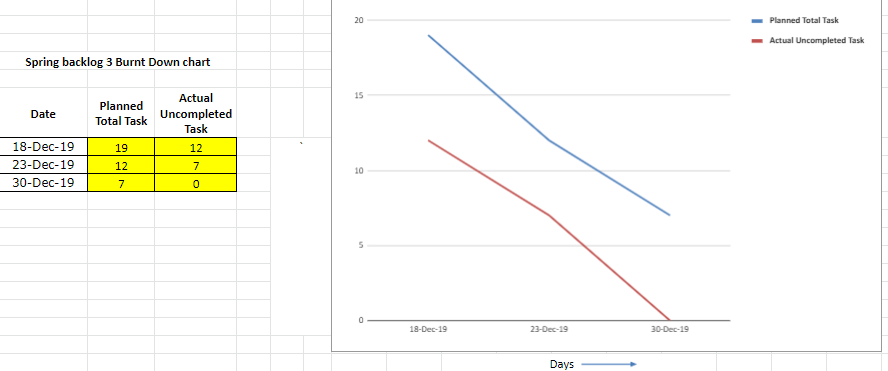 Spring backlog 3 Burnt Down chart
Date Planned Total Task Actual Uncompleted Task
18-Dec-19 19 12
23-Dec-19 12 7
30-Dec-19 7 0
`
Planned Total Task
Actual Uncompleted Task
20
15
10
5
0
18-Dec-19 23-Dec-19 30-Dec-19
Days